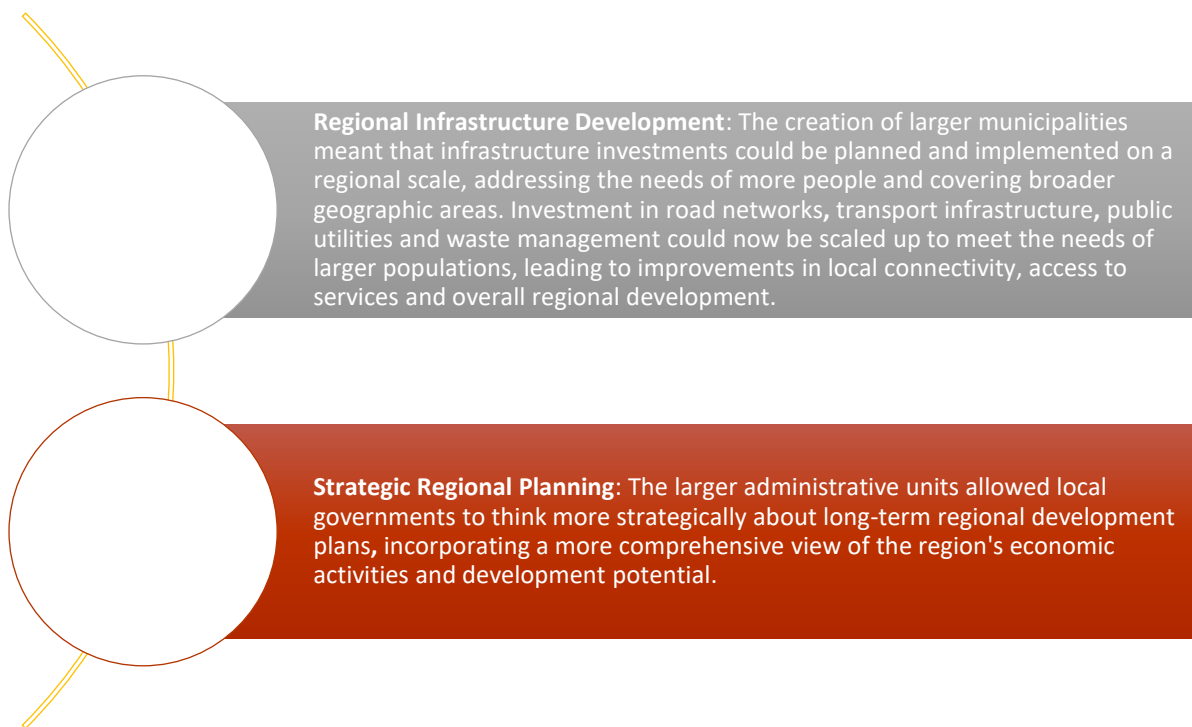 Regional Infrastructure Development: The creation of larger municipalities
meant that infrastructure investments could be planned and implemented on a
regional scale, addressing the needs of more people and covering broader
geographic areas. Investment in road networks, transport infrastructure, public
utilities and waste management could now be scaled up to meet the needs of
larger populations, leading to improvements in local connectivity, access to
services and overall regional development.
Strategic Regional Planning: The larger administrative units allowed local
governments to think more strategically about long-term regional development
plans, incorporating a more comprehensive view of the region's economic
activities and development potential.